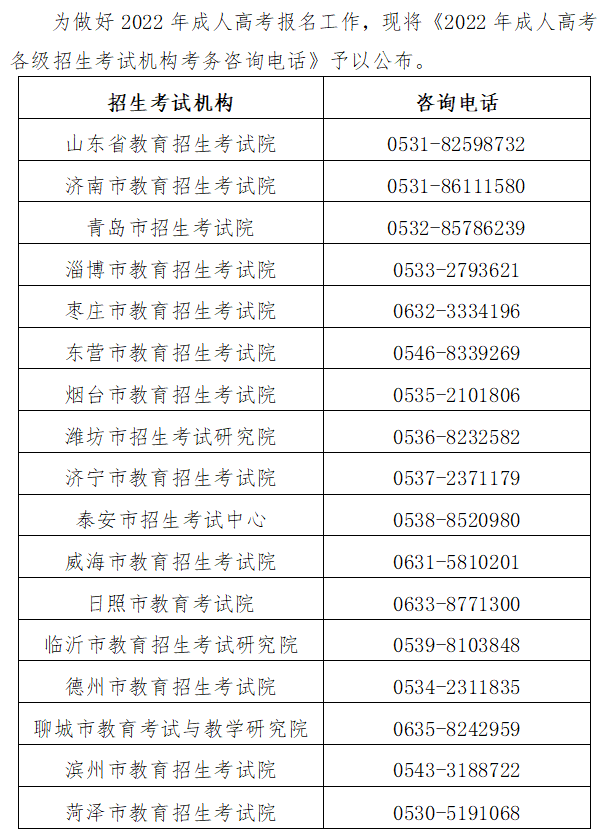 为做好 2022 年成人高考报名工作，现将《2022 年成人高考
各级招生考试机构考务咨询电话》予以公布。
招生考试机构 咨询电话
山东省教育招生考试院 0531-82598732
济南市教育招生考试院 0531-86111580
青岛市招生考试院 0532-85786239
淄博市教育招生考试院 0533-2793621
枣庄市教育招生考试院 0632-3334196
东营市教育招生考试院 0546-8339269
烟台市教育招生考试院 0535-2101806
潍坊市招生考试研究院 0536-8232582
济宁市教育招生考试院 0537-2371179
泰安市招生考试中心 0538-8520980
威海市教育招生考试院 0631-5810201
日照市教育考试院 0633-8771300
临沂市教育招生考试研究院 0539-8103848
德州市教育招生考试院 0534-2311835
聊城市教育考试与教学研究院 0635-8242959
滨州市教育招生考试院 0543-3188722
菏泽市教育招生考试院 0530-5191068